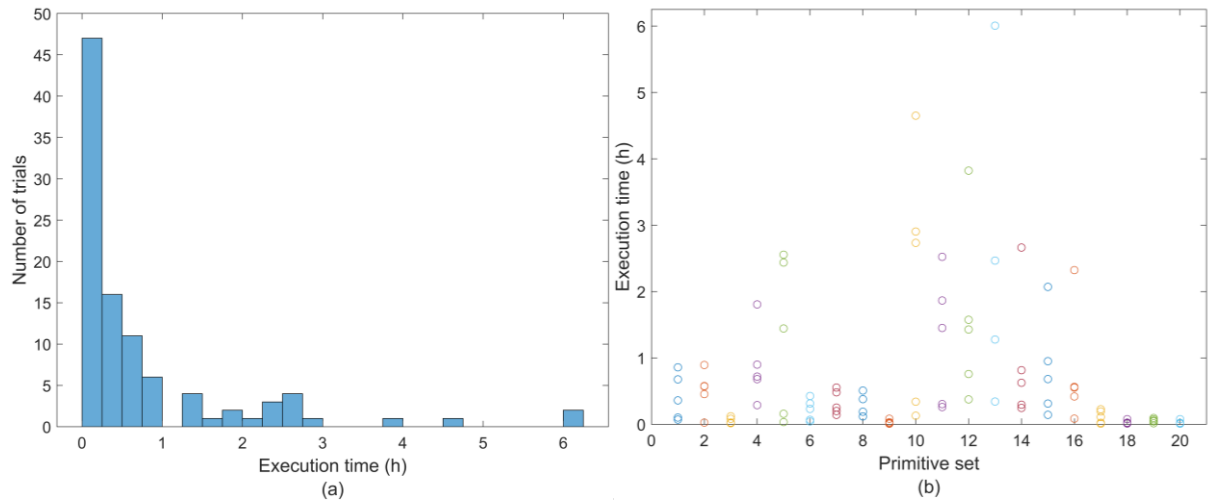 50
45
40
35
30
25
20
15
10
5
0
Number of trials
0 1 2 3 4 5 6
Execution time (h)
(a)
6
5
4
3
2
1
0
Execution time (h)
0 2 4 6 8 10 12 14 16 18 20
Primitive set
(b)